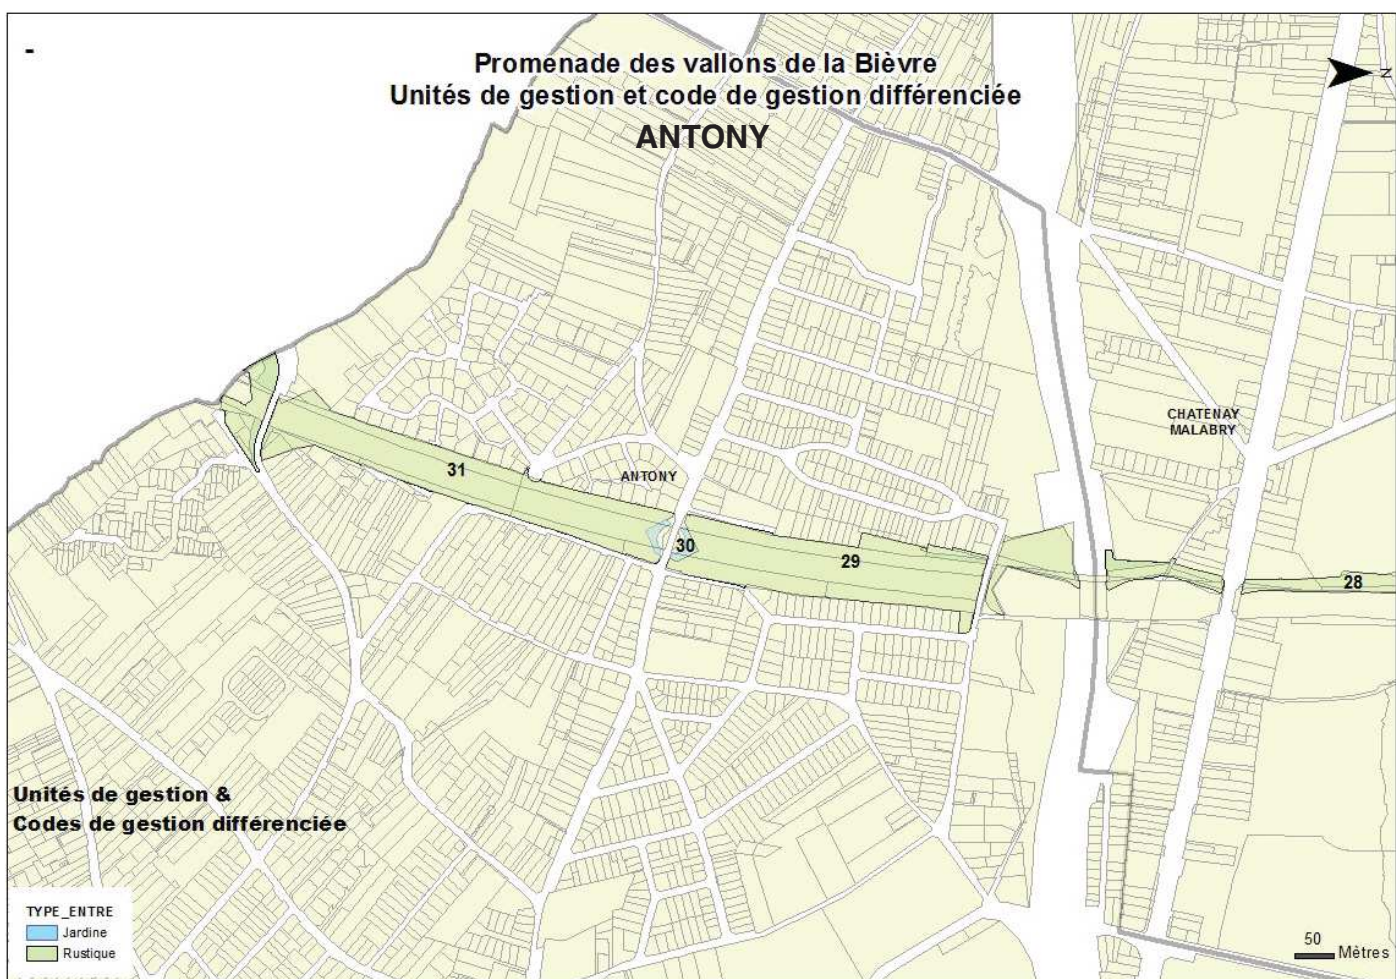 -
Promenade des vallons de la Bièvre
Unités de gestion et code de gestion différenciée
ANTONY
N
CHATENAY
MALABRY
31
ANTONY
30
29
28
Unités de gestion &
Codes de gestion différenciée
TYPE_ENTRE
Jardine
Rustique
50
Mètres